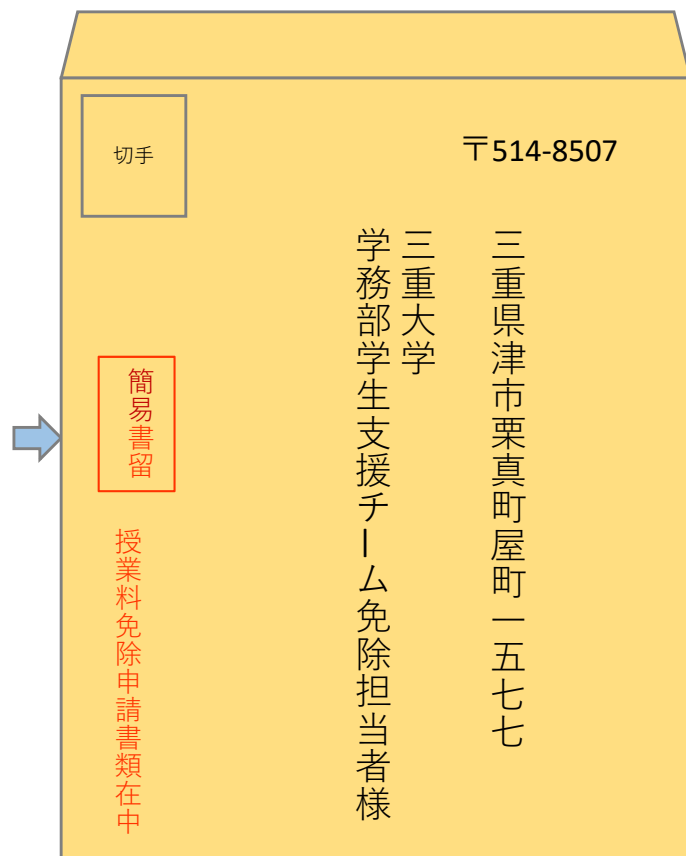 切手
〒514-8507
三重県津市栗真町屋町一五七七
三重大学
学務部学生支援チーム免除担当者様
簡易書留
授業料免除申請書類在中